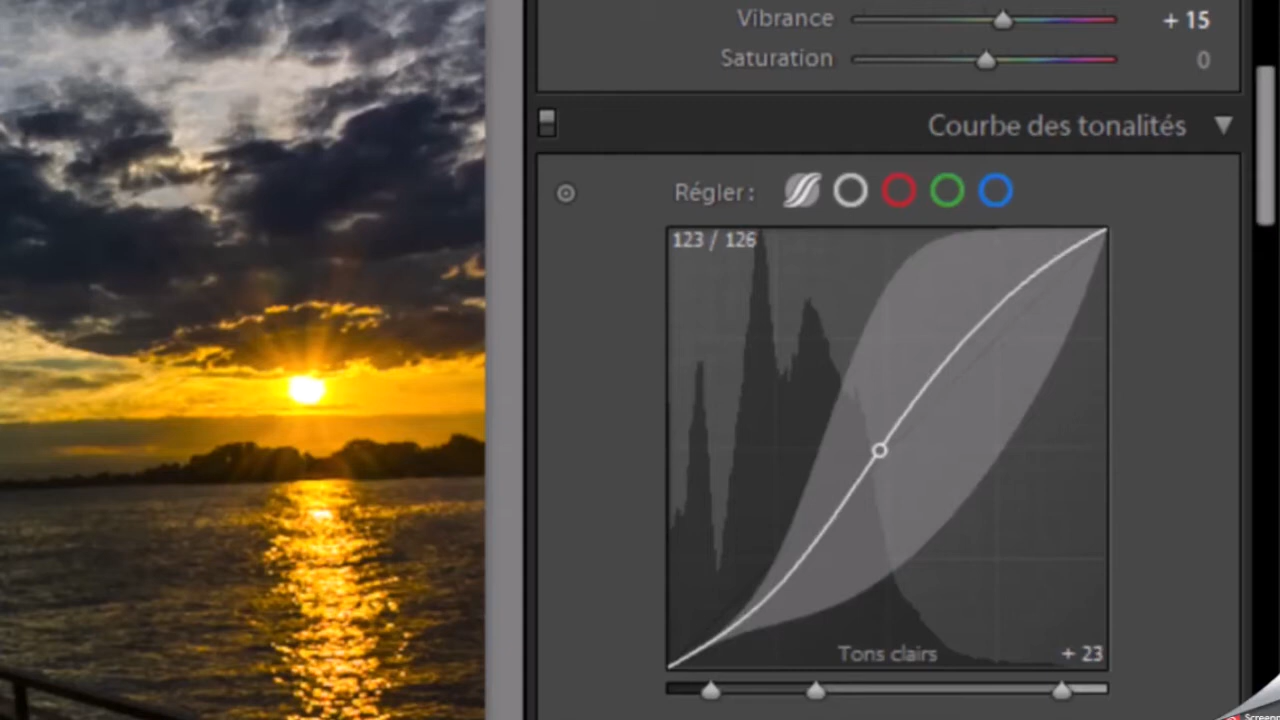 Vibrance + 15
Saturation 0
Courbe des tonalités
Régler :
123 / 126
Tons clairs + 23